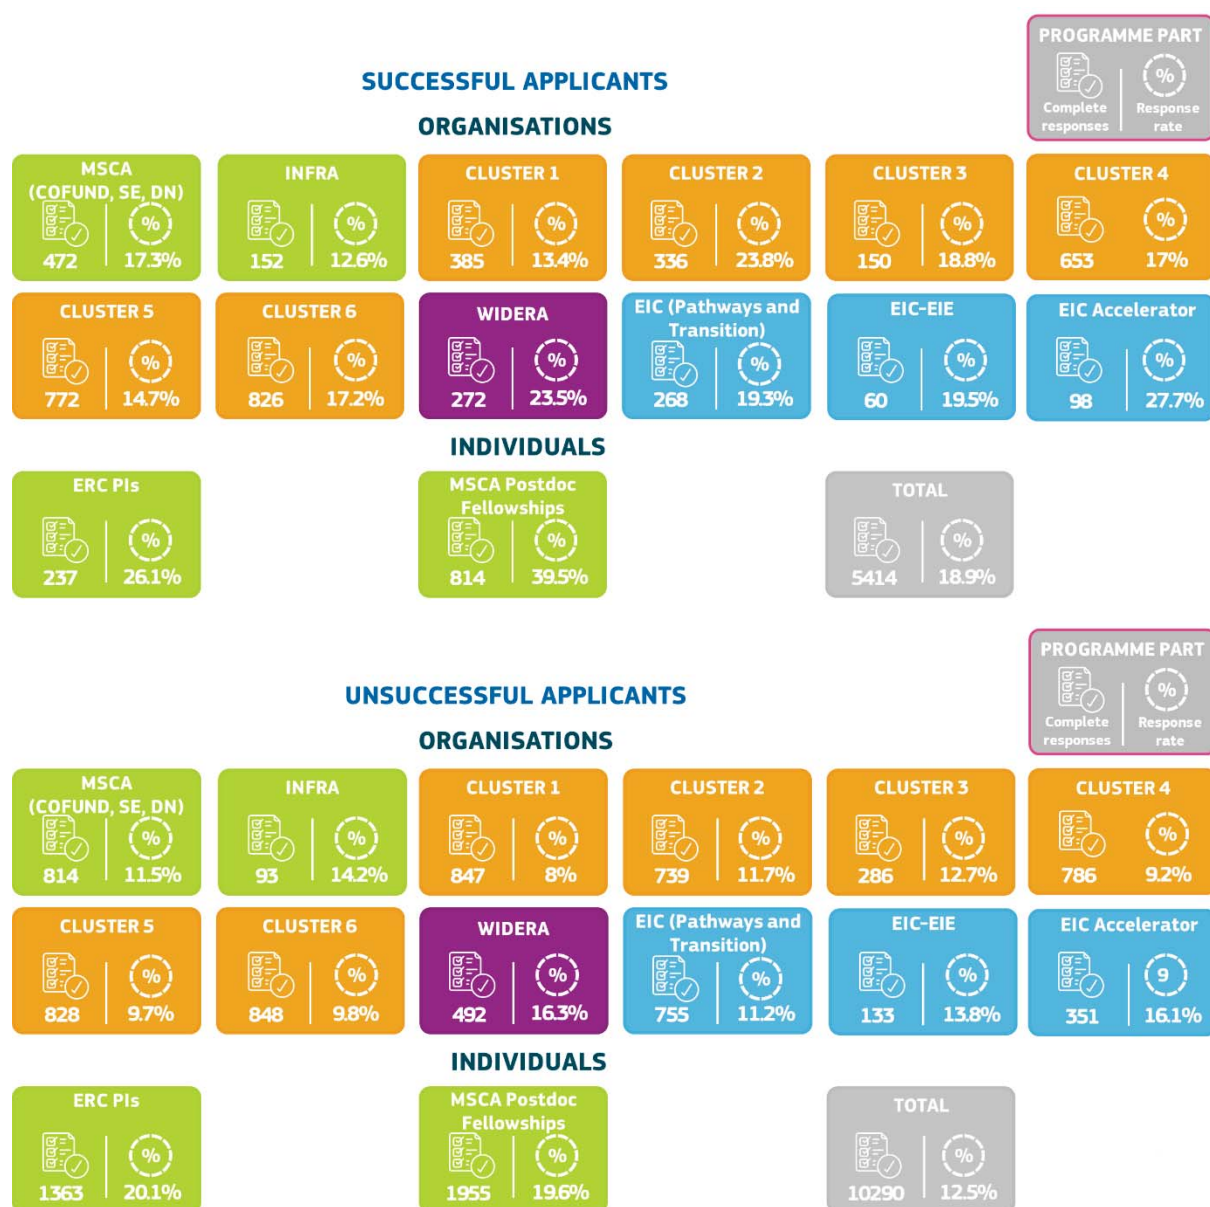 PROGRAMME PART
%
Complete responses
Response rate
SUCCESSFUL APPLICANTS
ORGANISATIONS
MSCA
(COFUND, SE, DN)
%
472 17.3%
INFRA
%
152 12.6%
CLUSTER 1
%
385 13.4%
CLUSTER 2
%
336 23.8%
CLUSTER 3
%
150 18.8%
CLUSTER 4
%
653 17%
CLUSTER 5
%
772 14.7%
CLUSTER 6
%
826 17.2%
WIDERA
%
272 23.5%
EIC (Pathways and
Transition)
%
268 19.3%
EIC-EIE
%
60 19.5%
EIC Accelerator
%
98 27.7%
INDIVIDUALS
ERC PIs
%
237 26.1%
MSCA Postdoc
Fellowships
%
814 39.5%
TOTAL
%
5414 18.9%
PROGRAMME PART
%
Complete responses
Response rate
UNSUCCESSFUL APPLICANTS
ORGANISATIONS
MSCA
(COFUND, SE, DN)
%
814 11.5%
INFRA
%
93 14.2%
CLUSTER 1
%
847 8%
CLUSTER 2
%
739 11.7%
CLUSTER 3
%
286 12.7%
CLUSTER 4
%
786 9.2%
CLUSTER 5
%
828 9.7%
CLUSTER 6
%
848 9.8%
WIDERA
%
492 16.3%
EIC (Pathways and
Transition)
%
755 11.2%
EIC-EIE
%
133 13.8%
EIC Accelerator
9
351 16.1%
INDIVIDUALS
ERC PIs
%
1363 20.1%
MSCA Postdoc
Fellowships
%
1955 19.6%
TOTAL
%
10290 12.5%